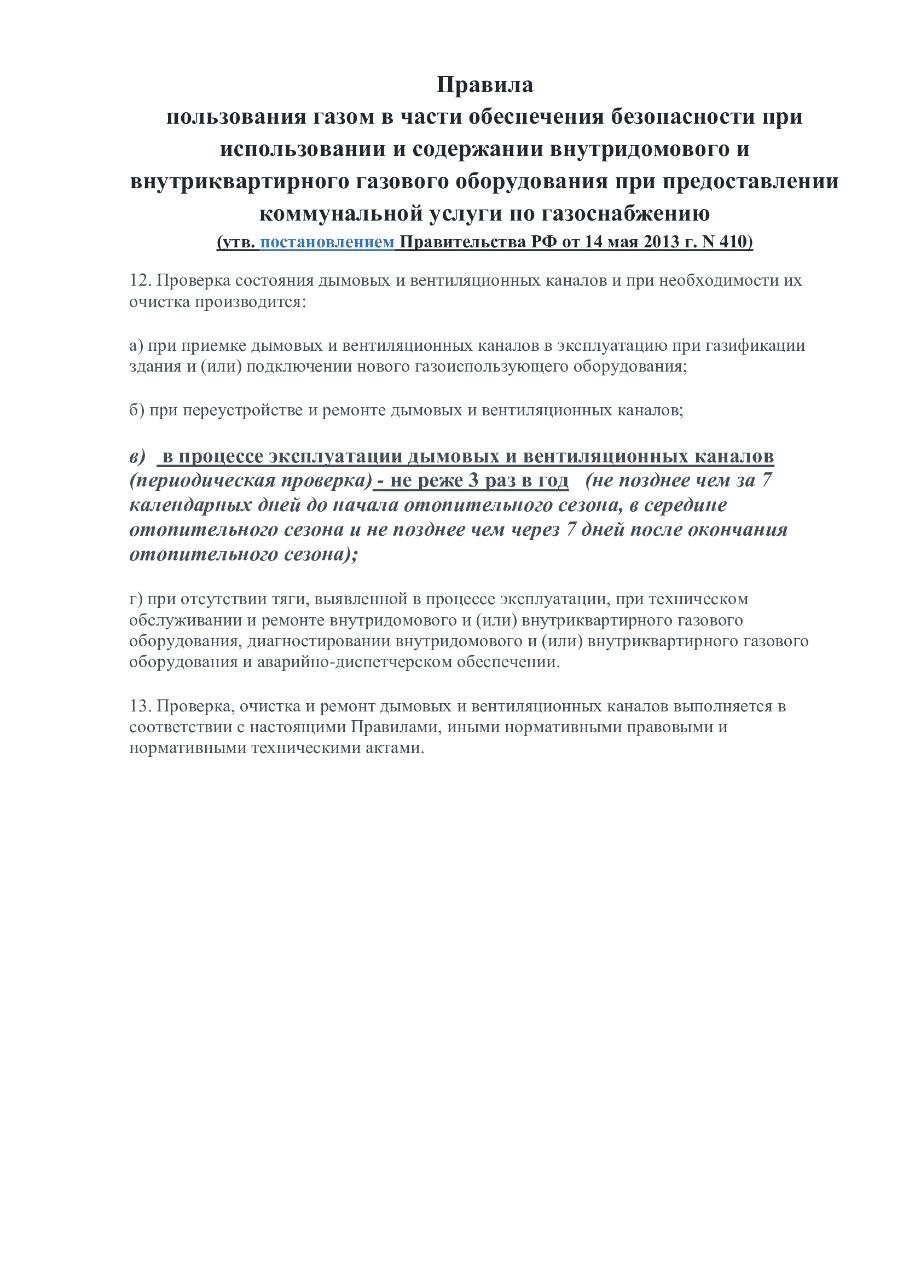 Правила
пользования газом в части обеспечения безопасности при
использовании и содержании внутридомового и
внутриквартирного газового оборудования при предоставлении
коммунальной услуги по газоснабжению
(утв. постановлением Правительства РФ от 14 мая 2013 г. N 410)
12. Проверка состояния дымовых и вентиляционных каналов и при необходимости их
очистка производится:
а) при приемке дымовых и вентиляционных каналов в эксплуатацию при газификации
здания и (или) подключении нового газоиспользующего оборудования;
б) при переустройстве и ремонте дымовых и вентиляционных каналов;
в) в процессе эксплуатации дымовых и вентиляционных каналов
(периодическая проверка) - не реже 3 раз в год (не позднее чем за 7
календарных дней до начала отопительного сезона, в середине
отопительного сезона и не позднее чем через 7 дней после окончания
отопительного сезона);
г) при отсутствии тяги, выявленной в процессе эксплуатации, при техническом
обслуживании и ремонте внутридомового и (или) внутриквартирного газового
оборудования, диагностировании внутридомового и (или) внутриквартирного газового
оборудования и аварийно-диспетчерском обеспечении.
13. Проверка, очистка и ремонт дымовых и вентиляционных каналов выполняется в
соответствии с настоящими Правилами, иными нормативными правовыми и
нормативными техническими актами.